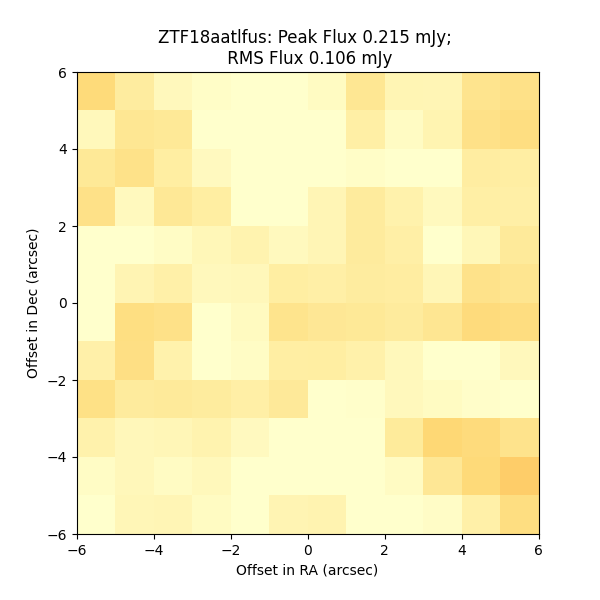 ZTF18aatlfus: Peak Flux 0.215 mJy;
RMS Flux 0.106 mJy
6
4
2
0
−2
−4
−6
Offset in Dec (arcsec)
−6 −4 −2 0 2 4 6
Offset in RA (arcsec)